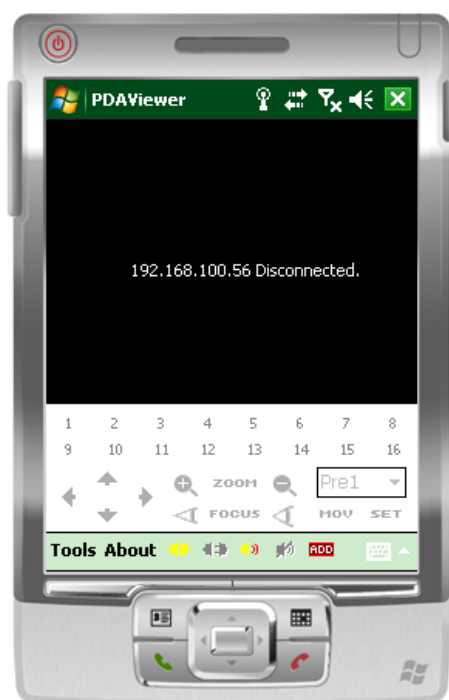 PDAViewer
192.168.100.56 Disconnected.
1 2 3 4 5 6 7 8
9 10 11 12 13 14 15 16
ZOOM Pre1
FOCUS MOV SET
Tools About ADD